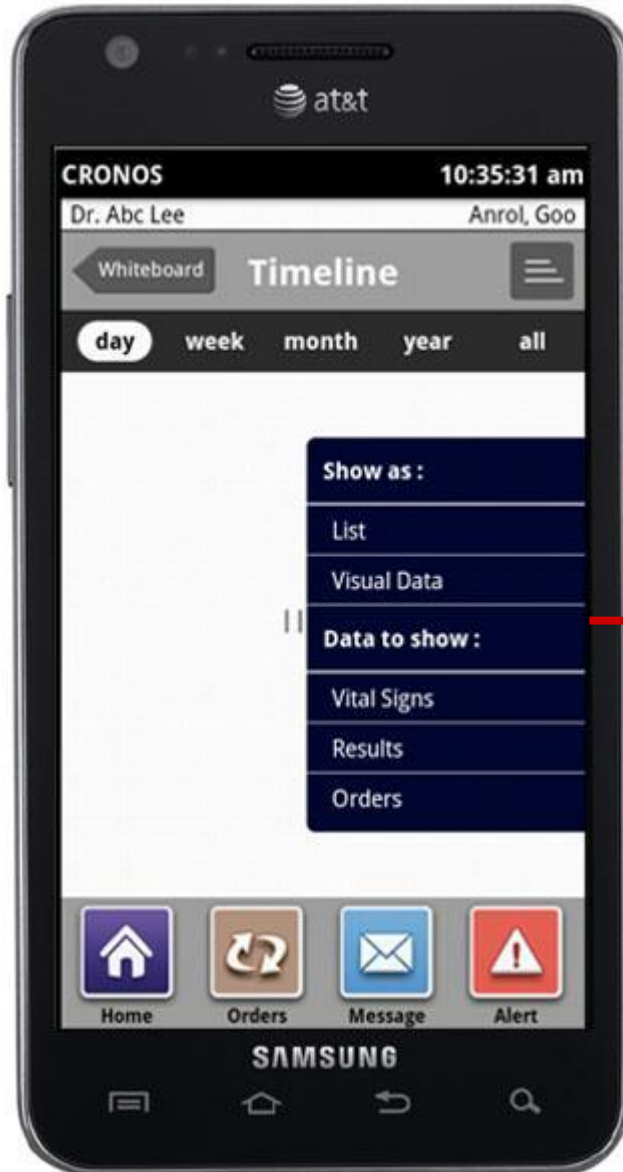 at&t
CRONOS 10:35:31 am
Dr. Abc Lee Anrol, Goo
Whiteboard Timeline
day week month year all
Show as :
List
Visual Data
Data to show :
Vital Signs
Results
Orders
Home Orders Message Alert
SAMSUNG